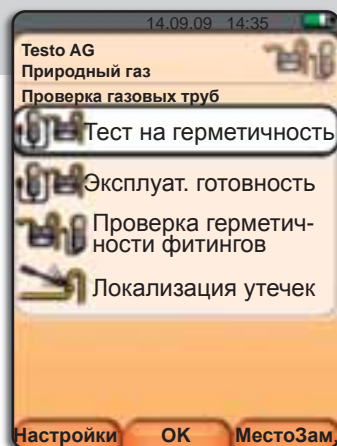 14.09.09 14:35
Testo AG
Природный газ
Проверка газовых труб
Тест на герметичность
Эксплуат. готовность
Проверка герметич-
ности фитингов
Локализация утечек
Настройки OK МестоЗам.